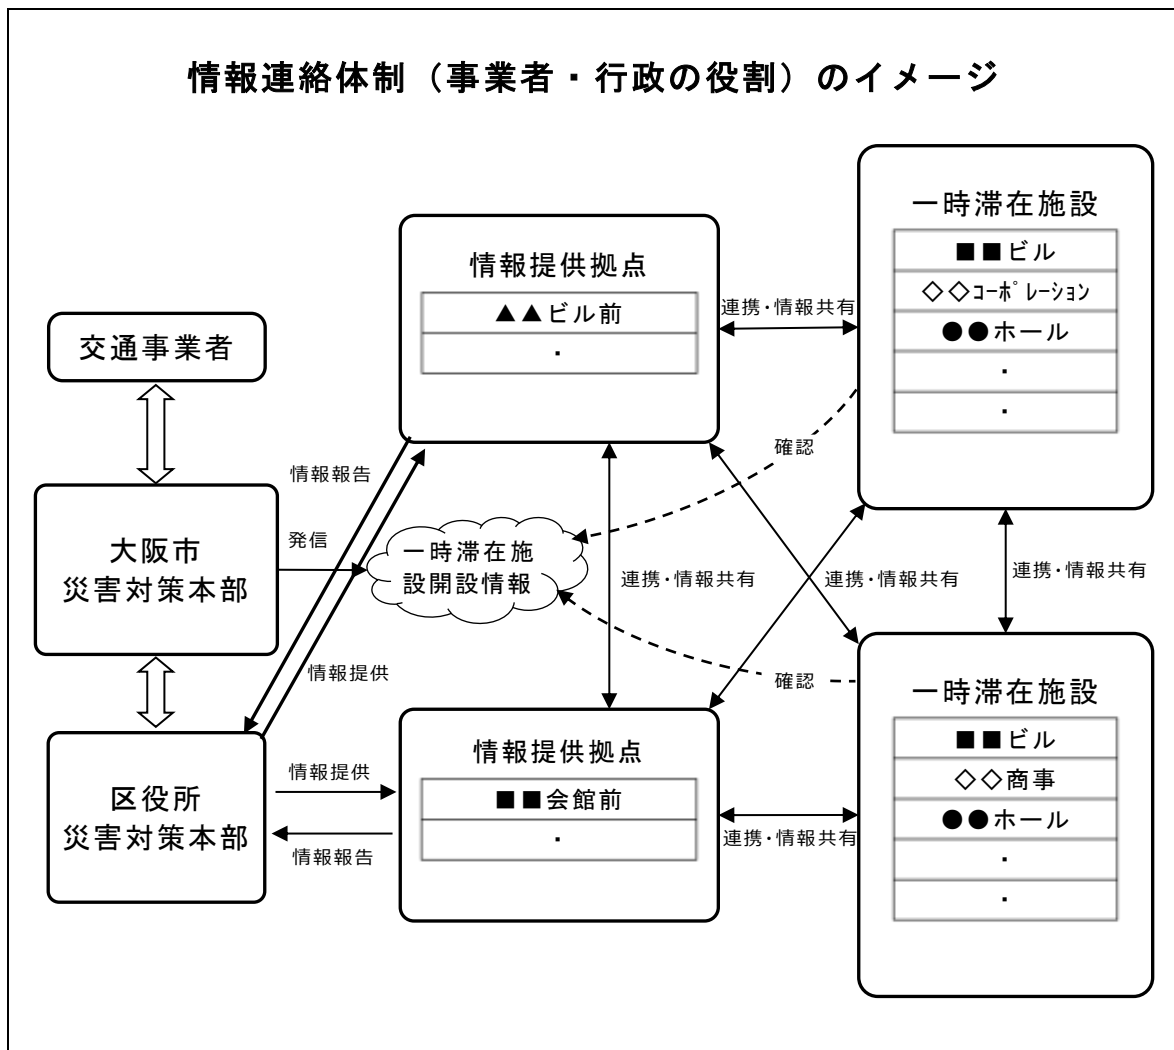 情報連絡体制（事業者・行政の役割）のイメージ
交通事業者
大阪市
災害対策本部
区役所
災害対策本部
情報提供拠点
▲▲ビル前
・
情報報告
発信
情報提供
一時滞在施
設開設情報
情報提供
情報報告
情報提供拠点
■■会館前
・
連携・情報共有
確認
連携・情報共有
連携・情報共有
連携・情報共有
確認
連携・情報共有
一時滞在施設
■■ビル
◇◇ｺｰﾎﾟﾚｰｼｮﾝ
●●ホール
・
・
一時滞在施設
■■ビル
◇◇商事
●●ホール
・
・